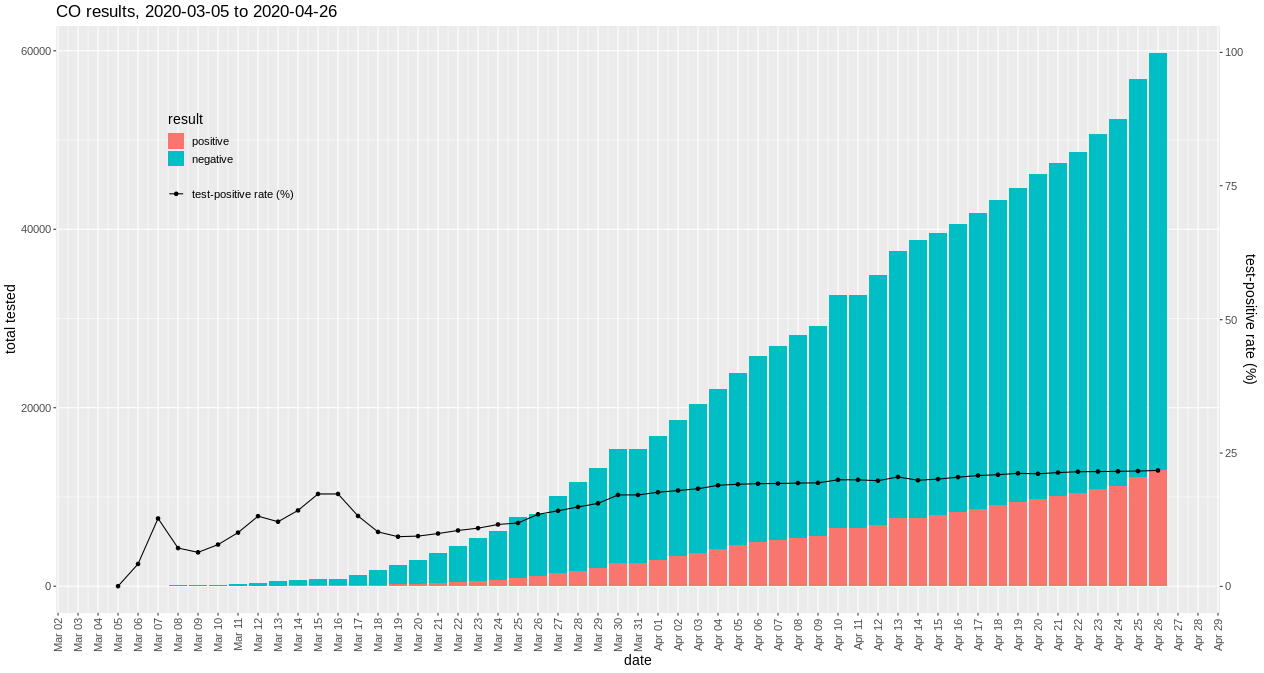 CO results, 2020-03-05 to 2020-04-26
60000
40000
20000
0
total tested
result
positive
negative
test-positive rate (%)
100
75
50
25
0
test-positive rate (%)
Mar 02
Mar 03
Mar 04
Mar 05
Mar 06
Mar 07
Mar 08
Mar 09
Mar 10
Mar 11
Mar 12
Mar 13
Mar 14
Mar 15
Mar 16
Mar 17
Mar 18
Mar 19
Mar 20
Mar 21
Mar 22
Mar 23
Mar 24
Mar 25
Mar 26
Mar 27
Mar 28
Mar 29
Mar 30
Mar 31
Apr 01
Apr 02
Apr 03
Apr 04
Apr 05
Apr 06
Apr 07
Apr 08
Apr 09
Apr 10
Apr 11
Apr 12
Apr 13
Apr 14
Apr 15
Apr 16
Apr 17
Apr 18
Apr 19
Apr 20
Apr 21
Apr 22
Apr 23
Apr 24
Apr 25
Apr 26
Apr 27
Apr 28
Apr 29
date